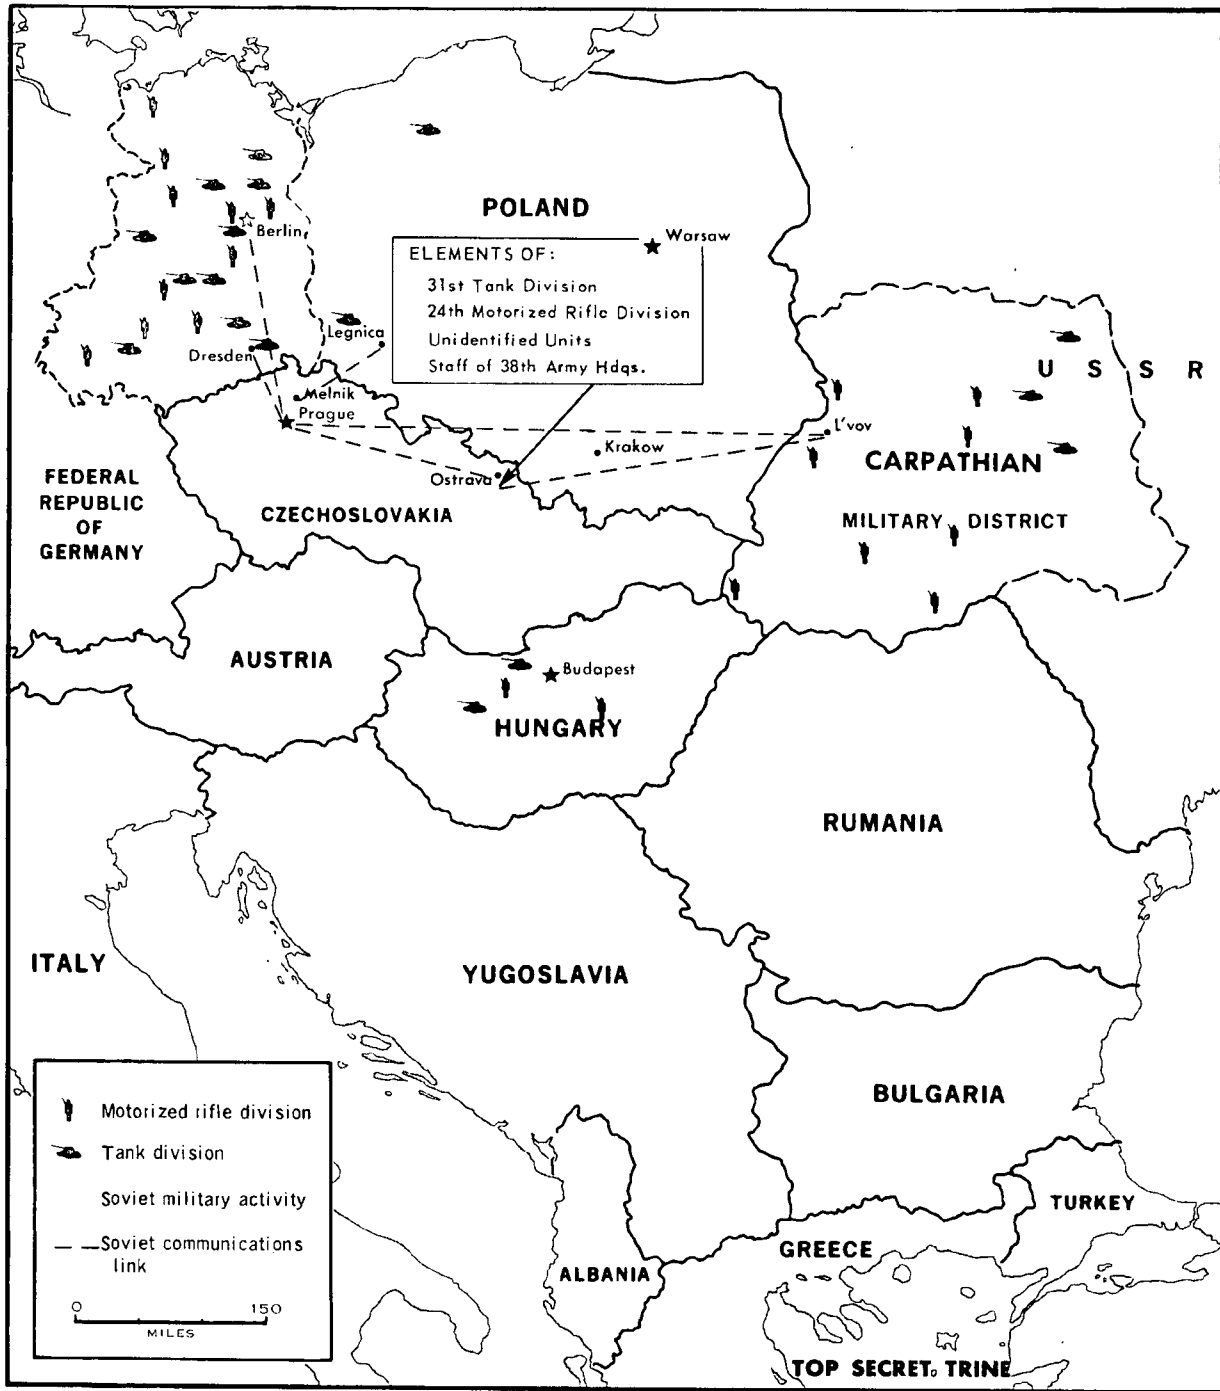 POLAND
Warsaw
Berlin
ELEMENTS OF:
31st Tank Division
24th Motorized Rifle Division
Unidentified Units
Staff of 38th Army Hdqs.
Legnica
Dresden
Melnik
Prague
U S S R
L'vov
Krakow
CARPATHIAN
MILITARY DISTRICT
Ostrava
FEDERAL
REPUBLIC
OF
GERMANY
CZECHOSLOVAKIA
AUSTRIA
Budapest
HUNGARY
RUMANIA
ITALY
YUGOSLAVIA
BULGARIA
TURKEY
GREECE
ALBANIA
Motorized rifle division
Tank division
Soviet military activity
Soviet communications
link
0 150
MILES
TOP SECRET TRINE